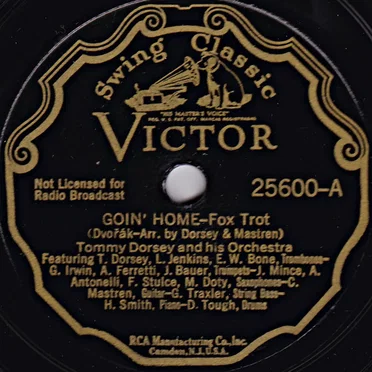 Swing Classic
"HIS MASTER'S VOICE"
REG. U.S. PAT. OFF. MARCAS REGISTRADAS
VICTOR
Not Licensed for
Radio Broadcast
25600-A
GOIN' HOME-Fox Trot
(Dvořák-Arr. by Dorsey & Mastren)
Tommy Dorsey and his Orchestra
Featuring T. Dorsey, L. Jenkins, E. W. Bone, Trombones-
G. Irwin, A. Ferretti, J. Bauer, Trumpets-J. Mince, A.
Antonelli, F. Stulce, M. Doty, Saxophones-C.
Mastren, Guitar-G. Traxler, String Bass-
H. Smith, Piano-D. Tough, Drums
RCA Manufacturing Co., Inc.
Camden, N.J., U.S.A.